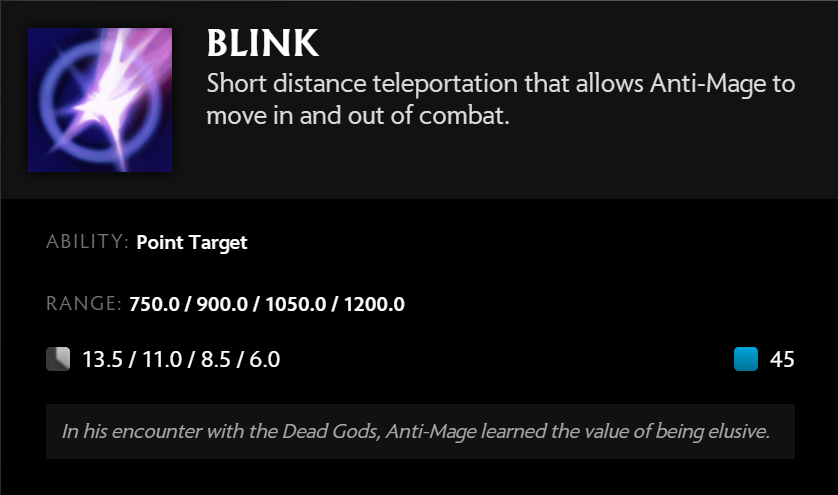 BLINK
Short distance teleportation that allows Anti-Mage to
move in and out of combat.
ABILITY: Point Target
RANGE: 750.0 / 900.0 / 1050.0 / 1200.0
13.5 / 11.0 / 8.5 / 6.0 45
In his encounter with the Dead Gods, Anti-Mage learned the value of being elusive.